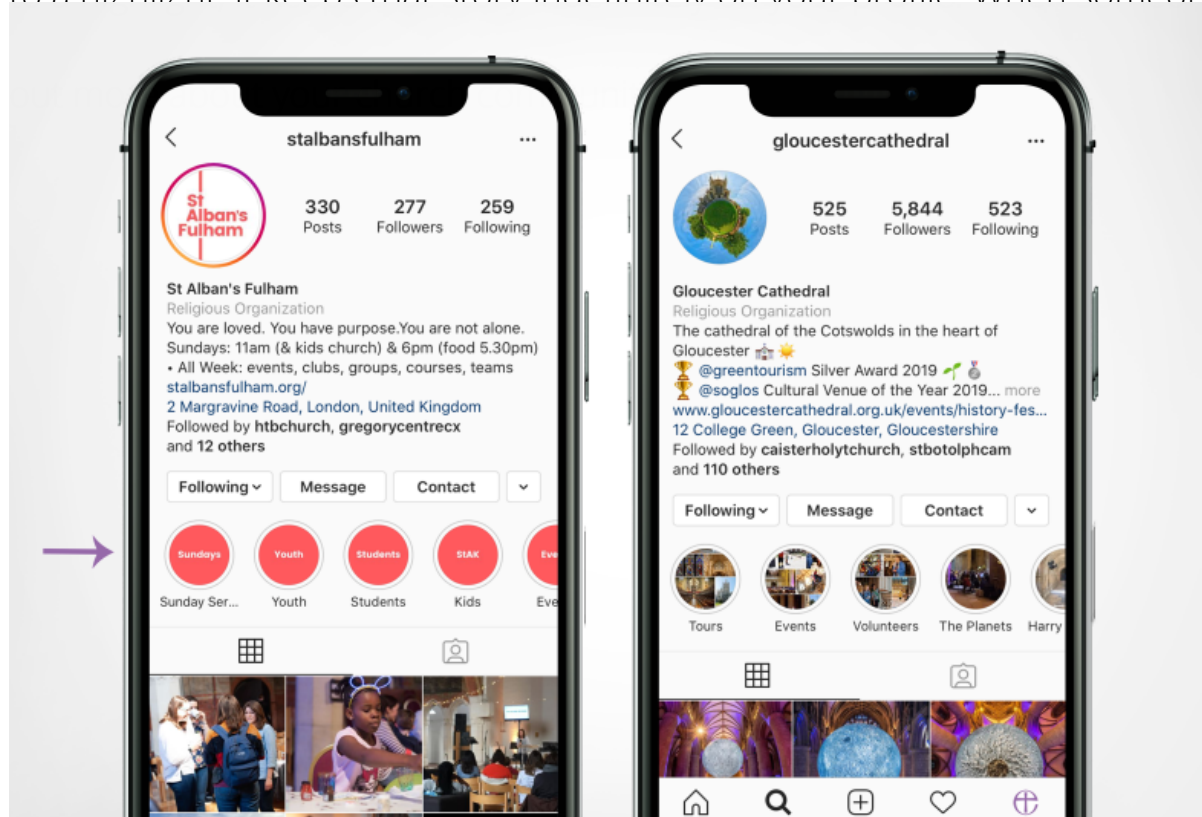 stalbansfulham
St
Alban's
Fulham
330
Posts
277
Followers
259
Following
St Alban's Fulham
Religious Organization
You are loved. You have purpose.You are not alone.
Sundays: 11am (& kids church) & 6pm (food 5.30pm)
• All Week: events, clubs, groups, courses, teams
stalbansfulham.org/
2 Margravine Road, London, United Kingdom
Followed by htbchurch, gregorycentrecx
and 12 others
Following
Message
Contact
Sundays
Youth
Students
StAK
Eve
Sunday Ser...
Youth
Students
Kids
Eve
gloucestercathedral
525
Posts
5,844
Followers
523
Following
Gloucester Cathedral
Religious Organization
The cathedral of the Cotswolds in the heart of
Gloucester
@greentourism Silver Award 2019
@soglos Cultural Venue of the Year 2019... more
www.gloucestercathedral.org.uk/events/history-fes...
12 College Green, Gloucester, Gloucestershire
Followed by caisterholytchurch, stbotolphcam
and 110 others
Following
Message
Contact
Tours
Events
Volunteers
The Planets
Harry